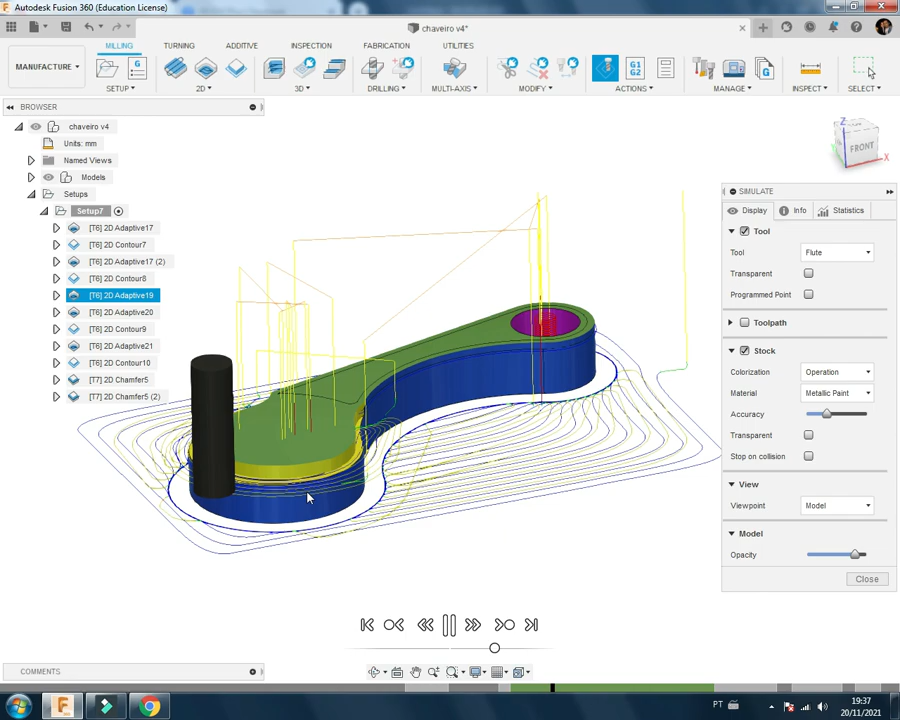 Autodesk Fusion 360 (Education License)
chaveiro v4*
MANUFACTURE
MILLING TURNING ADDITIVE INSPECTION FABRICATION UTILITIES
SETUP 2D 3D DRILLING MULTI-AXIS MODIFY ACTIONS MANAGE INSPECT SELECT
G
G1
G2
G
BROWSER
chaveiro v4
Units: mm
Named Views
Models
Setups
Setup7
[T6] 2D Adaptive17
[T6] 2D Contour7
[T6] 2D Adaptive17 (2)
[T6] 2D Contour8
[T6] 2D Adaptive19
[T6] 2D Adaptive20
[T6] 2D Contour9
[T6] 2D Adaptive21
[T6] 2D Contour10
[T7] 2D Chamfer5
[T7] 2D Chamfer5 (2)
Z
FRONT
X
SIMULATE
Display Info Statistics
Tool
Tool Flute
Transparent
Programmed Point
Toolpath
Stock
Colorization Operation
Material Metallic Paint
Accuracy
Transparent
Stop on collision
View
Viewpoint Model
Model
Opacity
Close
COMMENTS
PT
19:37
20/11/2021